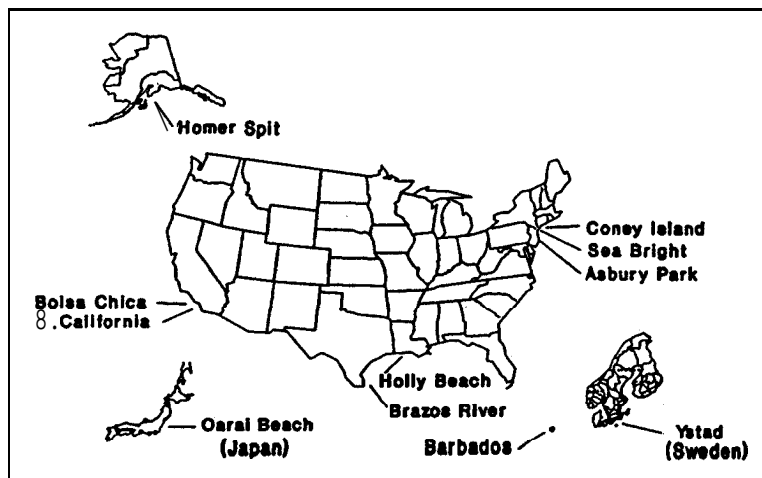 Homer Spit
Coney Island
Sea Bright
Asbury Park
Bolsa Chica
8 .California
Holly Beach
Brazos River
Oarai Beach
(Japan)
Barbados
Ystad
(Sweden)